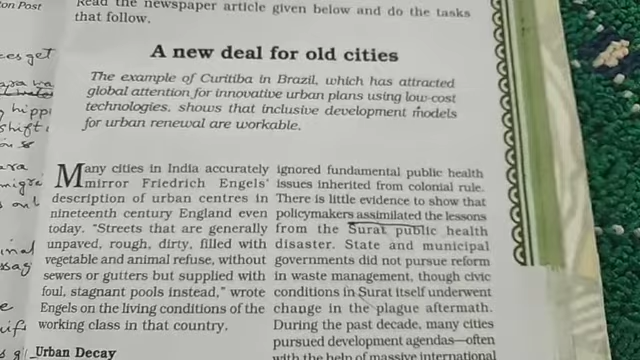 on Post
Read the newspaper article given below and do the tasks
that follow.
A new deal for old cities
The example of Curitiba in Brazil, which has attracted
global attention for innovative urban plans using low-cost
technologies, shows that inclusive development models
for urban renewal are workable.
Many cities in India accurately
mirror Friedrich Engels'
description of urban centres in
nineteenth century England even
today. "Streets that are generally
unpaved, rough, dirty, filled with
vegetable and animal refuse, without
sewers or gutters but supplied with
foul, stagnant pools instead," wrote
Engels on the living conditions of the
working class in that country.
Urban Decay
ignored fundamental public health
issues inherited from colonial rule.
There is little evidence to show that
policymakers assimilated the lessons
from the Surat public health
disaster. State and municipal
governments did not pursue reform
in waste management, though civic
conditions in Surat itself underwent
change in the plague aftermath.
During the past decade, many cities
pursued development agendas—often
with the help of massive international